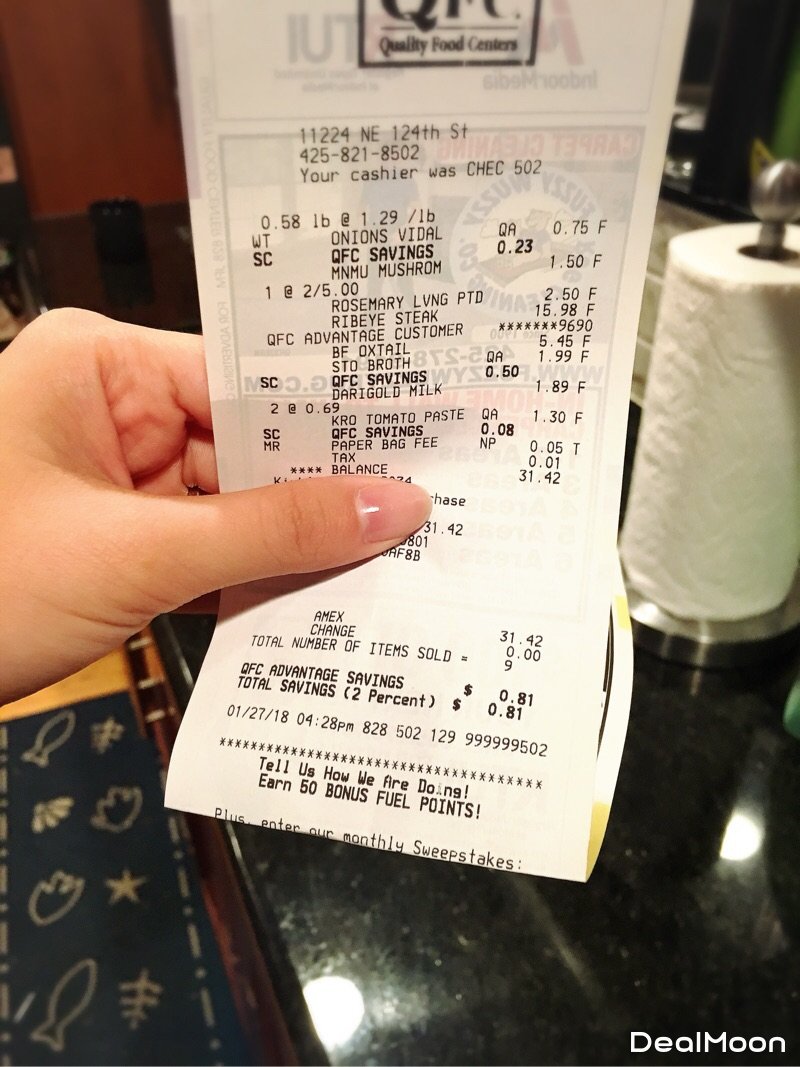 QFC
Quality Food Centers
11224 NE 124th St
425-821-8502
Your cashier was CHEC 502
0.58 lb @ 1.29 /lb
WT ONIONS VIDAL QA 0.75 F
SC QFC SAVINGS 0.23
MNMU MUSHROM 1.50 F
1 @ 2/5.00
ROSEMARY LVNG PTD 2.50 F
RIBEYE STEAK 15.98 F
QFC ADVANTAGE CUSTOMER *******9690
BF OXTAIL 5.45 F
STO BROTH QA 1.99 F
SC QFC SAVINGS 0.50
DARIGOLD MILK 1.89 F
2 @ 0.69
KRO TOMATO PASTE QA 1.30 F
SC QFC SAVINGS 0.08
MR PAPER BAG FEE NP 0.05 T
TAX 0.01
**** BALANCE 31.42
31.42
AMEX 31.42
CHANGE 0.00
TOTAL NUMBER OF ITEMS SOLD = 9
QFC ADVANTAGE SAVINGS $ 0.81
TOTAL SAVINGS (2 Percent) $ 0.81
01/27/18 04:28pm 828 502 129 999999502
****************************************
Tell Us How We Are Doing!
Earn 50 BONUS FUEL POINTS!
Plus, enter our monthly Sweepstakes:
DealMoon